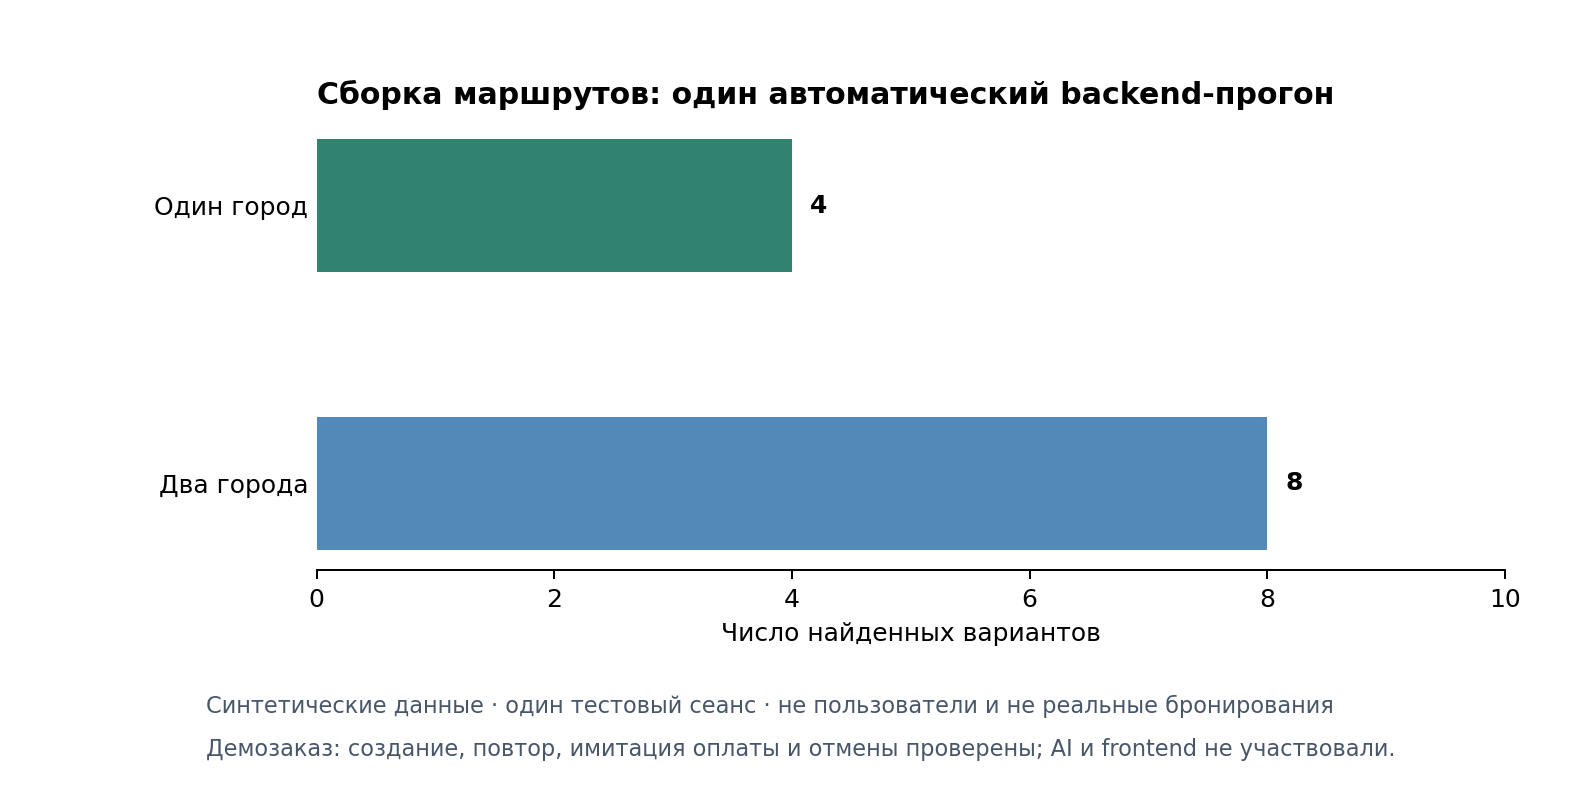 Сборка маршрутов: один автоматический backend-прогон
Один город
4
Два города
8
0 2 4 6 8 10
Число найденных вариантов
Синтетические данные · один тестовый сеанс · не пользователи и не реальные бронирования
Демозаказ: создание, повтор, имитация оплаты и отмены проверены; AI и frontend не участвовали.